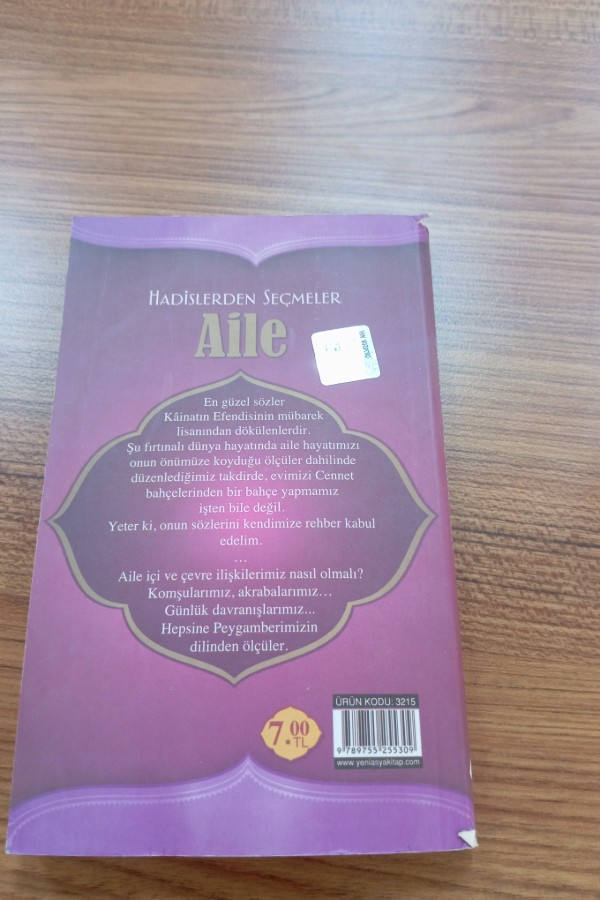 HADİSLERDEN SEÇMELER
Aile
En güzel sözler
Kâinatın Efendisinin mübarek
lisanından dökülenlerdir.
Şu fırtınalı dünya hayatında aile hayatımızı
onun önümüze koyduğu ölçüler dahilinde
düzenlediğimiz takdirde, evimizi Cennet
bahçelerinden bir bahçe yapmamız
işten bile değil.
Yeter ki, onun sözlerini kendimize rehber kabul
edelim.
...
Aile içi ve çevre ilişkilerimiz nasıl olmalı?
Komşularımız, akrabalarımız…
Günlük davranışlarımız...
Hepsine Peygamberimizin
dilinden ölçüler.
7.00
TL
ÜRÜN KODU: 3215
9 789755 255309
www.yeniasyakitap.com